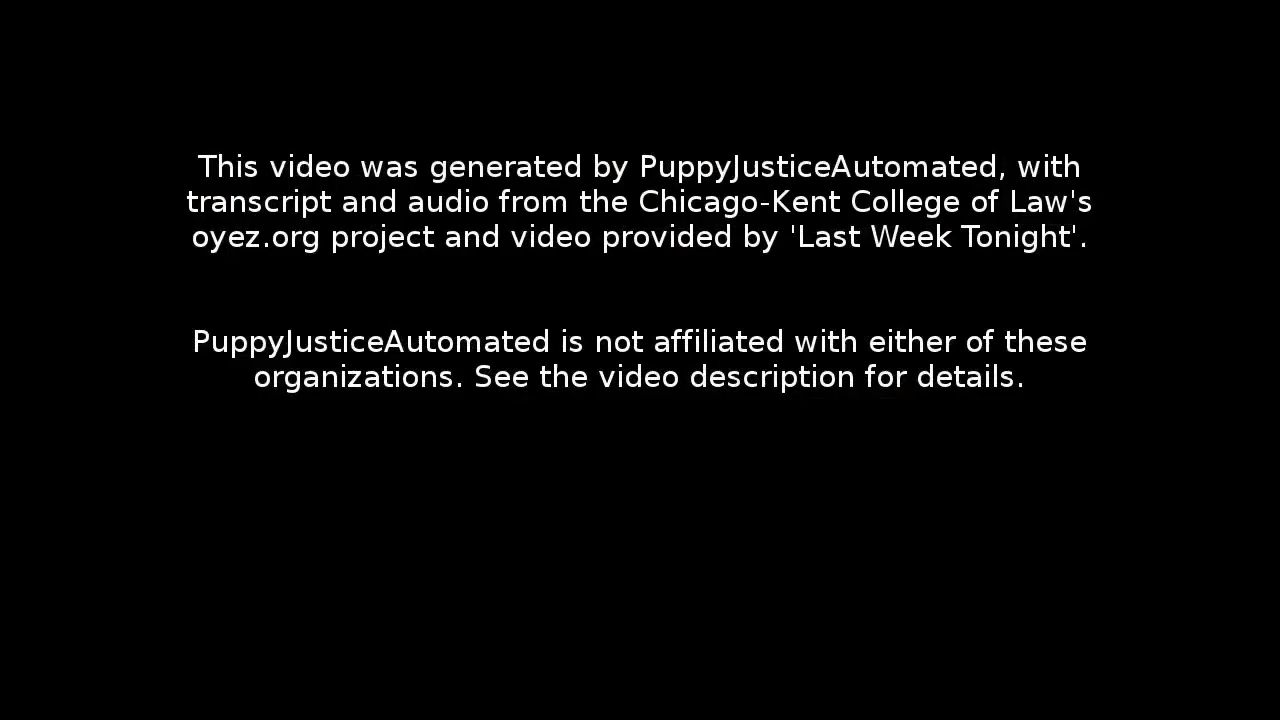 This video was generated by PuppyJusticeAutomated, with
transcript and audio from the Chicago-Kent College of Law's
oyez.org project and video provided by 'Last Week Tonight'.
PuppyJusticeAutomated is not affiliated with either of these
organizations. See the video description for details.